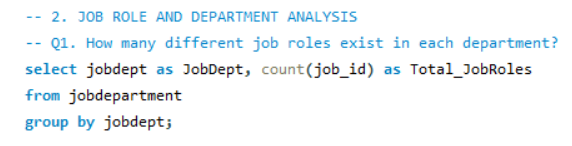 -- 2. JOB ROLE AND DEPARTMENT ANALYSIS
-- Q1. How many different job roles exist in each department?
select jobdept as JobDept, count(job_id) as Total_JobRoles
from jobdepartment
group by jobdept;